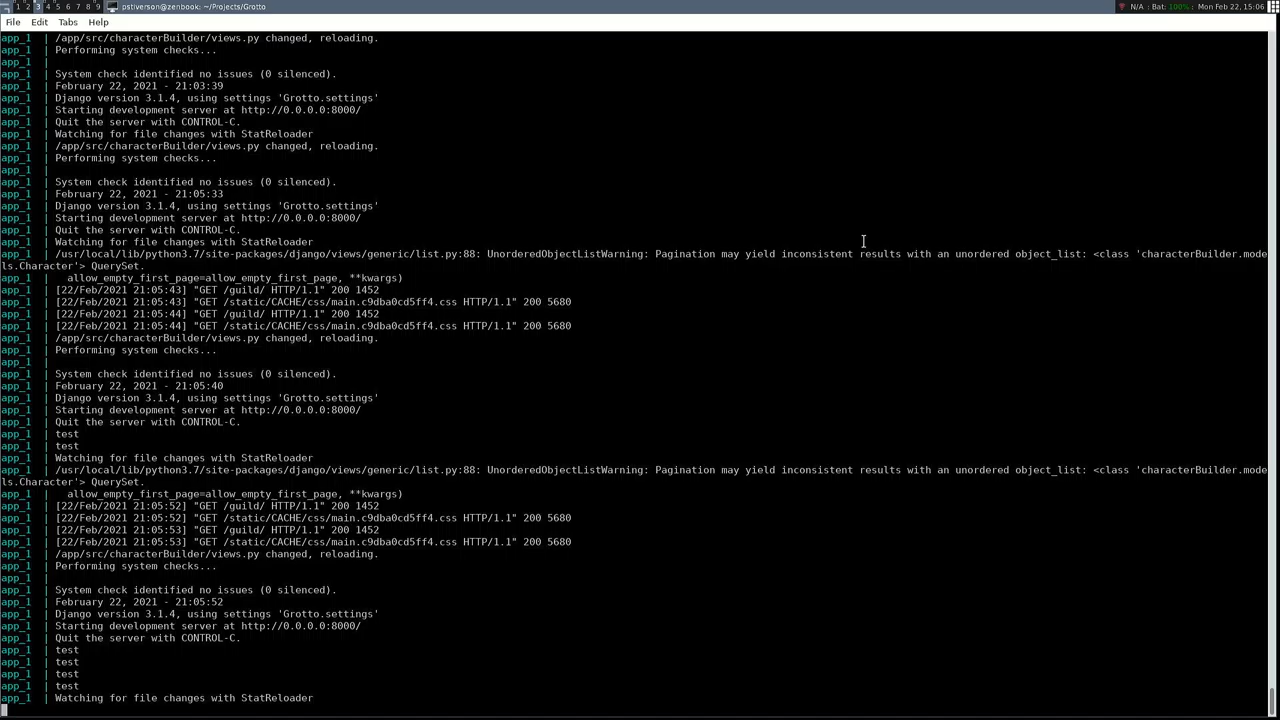 1 2 3 4 5 6 7 8 9 pstiverson@zenbook: ~/Projects/Grotto N/A : Bat: 100% : Mon Feb 22, 15:06
File Edit Tabs Help
app_1 | /app/src/characterBuilder/views.py changed, reloading.
app_1 | Performing system checks...
app_1 |
app_1 | System check identified no issues (0 silenced).
app_1 | February 22, 2021 - 21:03:39
app_1 | Django version 3.1.4, using settings 'Grotto.settings'
app_1 | Starting development server at http://0.0.0.0:8000/
app_1 | Quit the server with CONTROL-C.
app_1 | Watching for file changes with StatReloader
app_1 | /app/src/characterBuilder/views.py changed, reloading.
app_1 | Performing system checks...
app_1 |
app_1 | System check identified no issues (0 silenced).
app_1 | February 22, 2021 - 21:05:33
app_1 | Django version 3.1.4, using settings 'Grotto.settings'
app_1 | Starting development server at http://0.0.0.0:8000/
app_1 | Quit the server with CONTROL-C.
app_1 | Watching for file changes with StatReloader
app_1 | /usr/local/lib/python3.7/site-packages/django/views/generic/list.py:88: UnorderedObjectListWarning: Pagination may yield inconsistent results with an unordered object_list: <class 'characterBuilder.mode
ls.Character'> QuerySet.
app_1 |   allow_empty_first_page=allow_empty_first_page, **kwargs)
app_1 | [22/Feb/2021 21:05:43] "GET /guild/ HTTP/1.1" 200 1452
app_1 | [22/Feb/2021 21:05:43] "GET /static/CACHE/css/main.c9dba0cd5ff4.css HTTP/1.1" 200 5680
app_1 | [22/Feb/2021 21:05:44] "GET /guild/ HTTP/1.1" 200 1452
app_1 | [22/Feb/2021 21:05:44] "GET /static/CACHE/css/main.c9dba0cd5ff4.css HTTP/1.1" 200 5680
app_1 | /app/src/characterBuilder/views.py changed, reloading.
app_1 | Performing system checks...
app_1 |
app_1 | System check identified no issues (0 silenced).
app_1 | February 22, 2021 - 21:05:40
app_1 | Django version 3.1.4, using settings 'Grotto.settings'
app_1 | Starting development server at http://0.0.0.0:8000/
app_1 | Quit the server with CONTROL-C.
app_1 | test
app_1 | test
app_1 | Watching for file changes with StatReloader
app_1 | /usr/local/lib/python3.7/site-packages/django/views/generic/list.py:88: UnorderedObjectListWarning: Pagination may yield inconsistent results with an unordered object_list: <class 'characterBuilder.mode
ls.Character'> QuerySet.
app_1 |   allow_empty_first_page=allow_empty_first_page, **kwargs)
app_1 | [22/Feb/2021 21:05:52] "GET /guild/ HTTP/1.1" 200 1452
app_1 | [22/Feb/2021 21:05:52] "GET /static/CACHE/css/main.c9dba0cd5ff4.css HTTP/1.1" 200 5680
app_1 | [22/Feb/2021 21:05:53] "GET /guild/ HTTP/1.1" 200 1452
app_1 | [22/Feb/2021 21:05:53] "GET /static/CACHE/css/main.c9dba0cd5ff4.css HTTP/1.1" 200 5680
app_1 | /app/src/characterBuilder/views.py changed, reloading.
app_1 | Performing system checks...
app_1 |
app_1 | System check identified no issues (0 silenced).
app_1 | February 22, 2021 - 21:05:52
app_1 | Django version 3.1.4, using settings 'Grotto.settings'
app_1 | Starting development server at http://0.0.0.0:8000/
app_1 | Quit the server with CONTROL-C.
app_1 | test
app_1 | test
app_1 | test
app_1 | test
app_1 | Watching for file changes with StatReloader